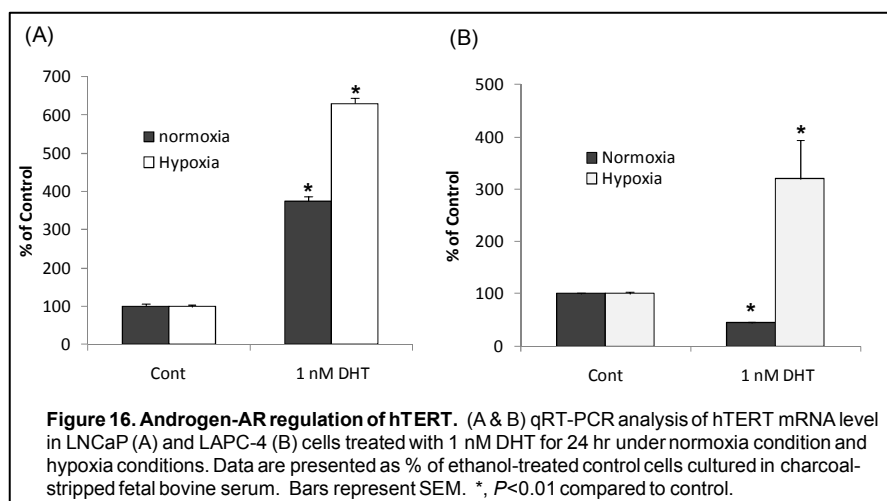 (A)
700
600
500
400
300
200
100
0
% of Control
normoxia
Hypoxia
*
*
Cont
1 nM DHT
(B)
500
400
300
200
100
0
% of Control
Normoxia
Hypoxia
*
*
Cont
1 nM DHT
Figure 16. Androgen-AR regulation of hTERT. (A & B) qRT-PCR analysis of hTERT mRNA level
in LNCaP (A) and LAPC-4 (B) cells treated with 1 nM DHT for 24 hr under normoxia condition and
hypoxia conditions. Data are presented as % of ethanol-treated control cells cultured in charcoal-
stripped fetal bovine serum. Bars represent SEM. *, P<0.01 compared to control.